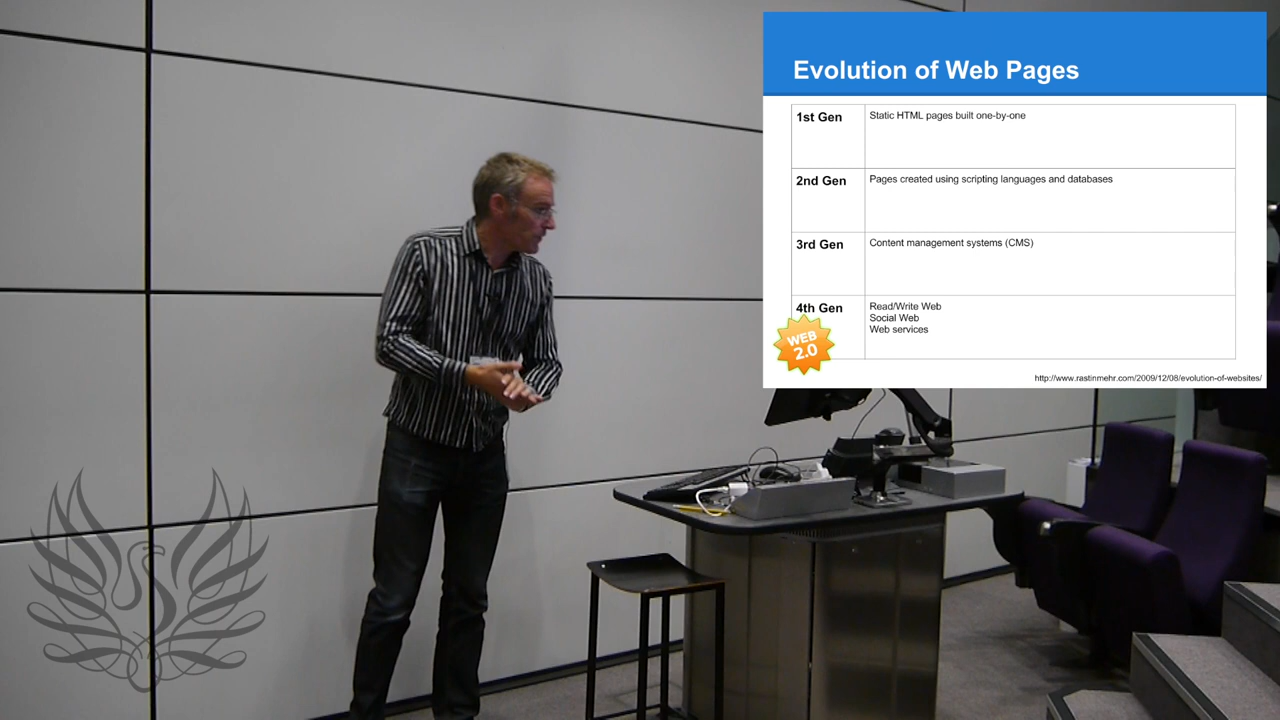 Evolution of Web Pages
1st Gen
Static HTML pages built one-by-one
2nd Gen
Pages created using scripting languages and databases
3rd Gen
Content management systems (CMS)
4th Gen
Read/Write Web
Social Web
Web services
WEB
2.0
http://www.rastinmehr.com/2009/12/08/evolution-of-websites/